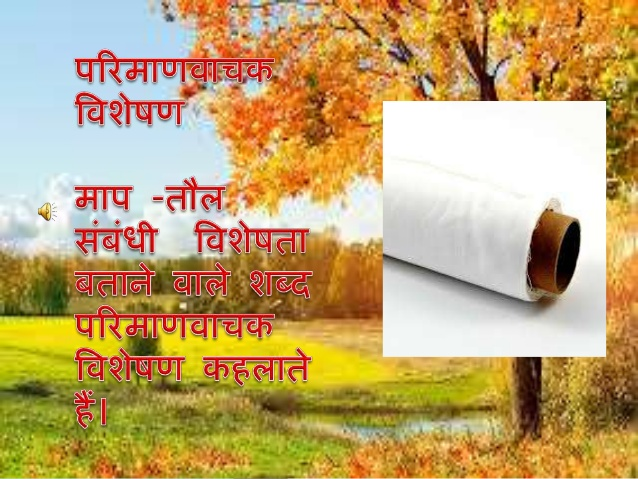 परिमाणवाचक
विशेषण
माप -तौल
संबंधी विशेषता
बताने वाले शब्द
परिमाणवाचक
विशेषण कहलाते
हैं।